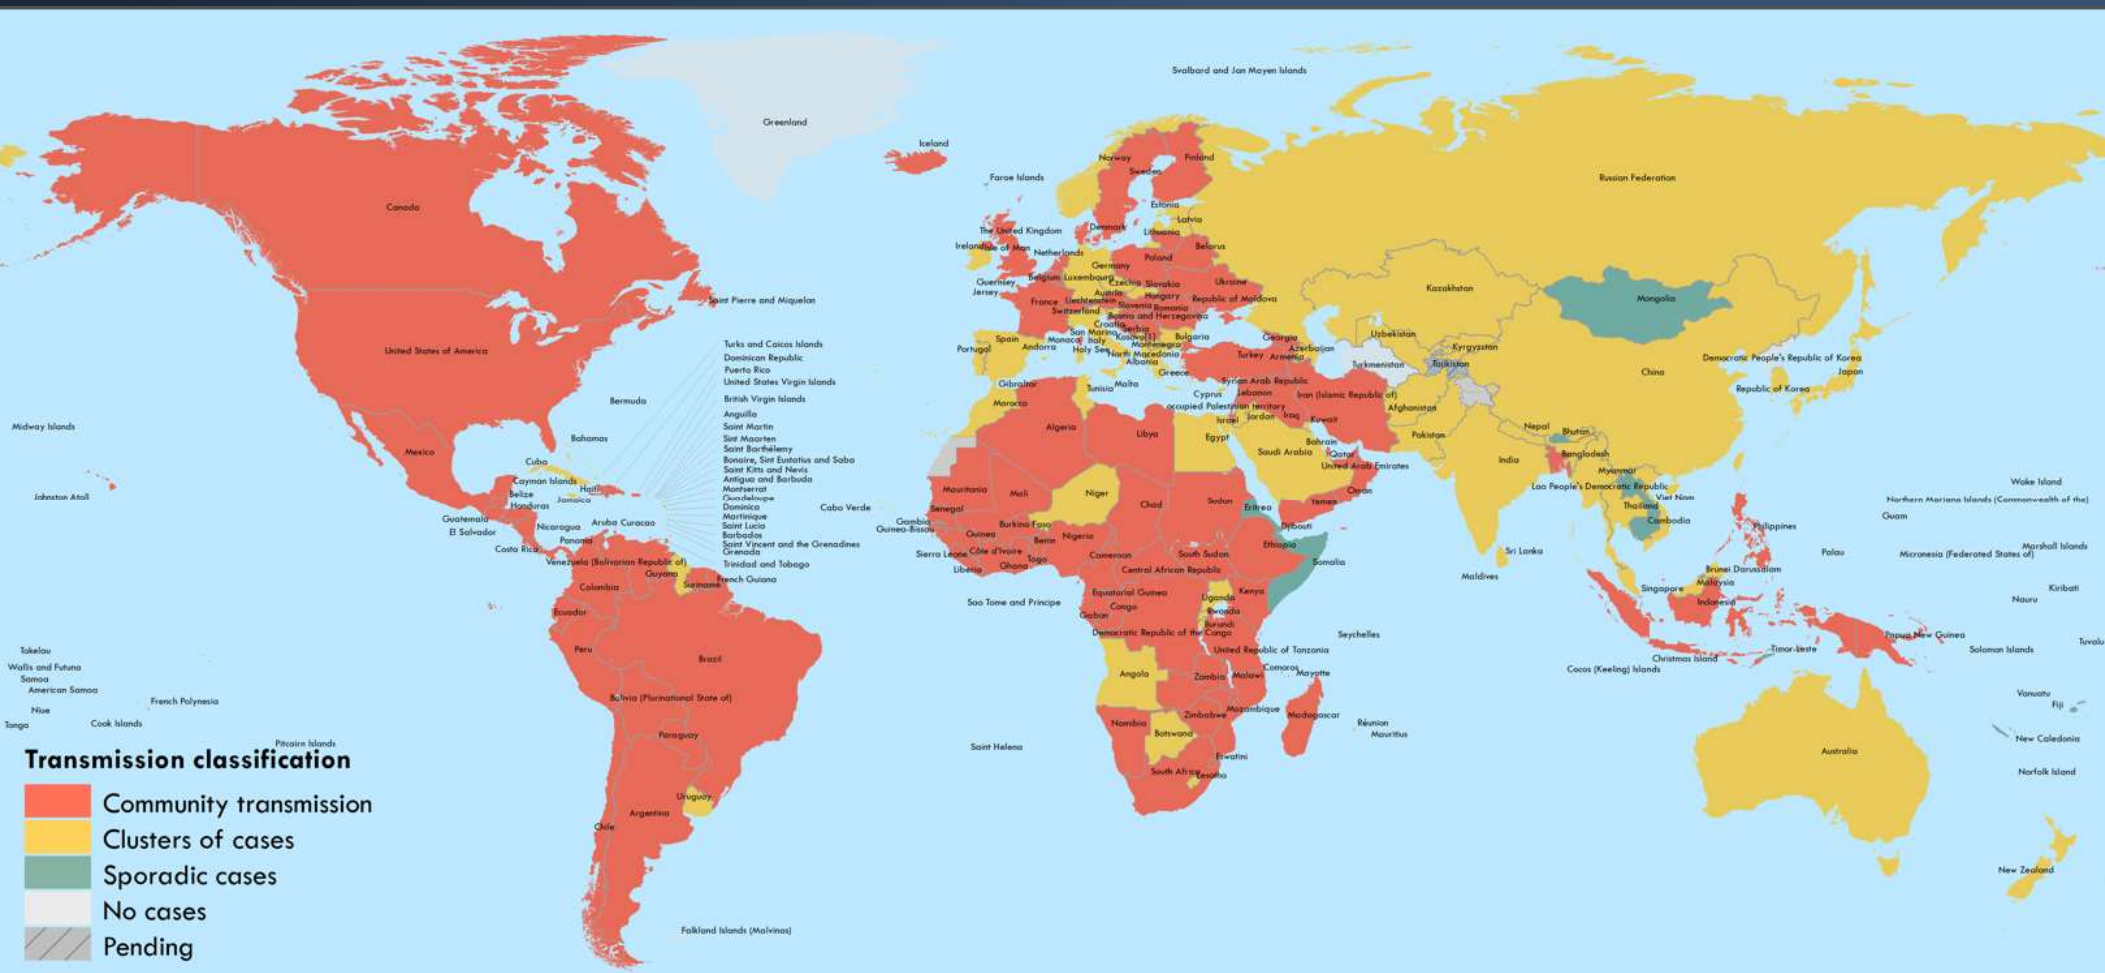 Svalbard and Jan Mayen Islands
Greenland
Iceland
Norway
Finland
Sweden
Faroe Islands
Russian Federation
Canada
Estonia
Latvia
The United Kingdom
Denmark
Lithuania
Ireland
Isle of Man
Belarus
Netherlands
Poland
Germany
Belgium
Luxembourg
Guernsey
Czechia
Slovakia
Ukraine
Jersey
Austria
Kazakhstan
Hungary
France
Liechtenstein
Republic of Moldova
Mongolia
Saint Pierre and Miquelon
Slovenia
Romania
Switzerland
Bosnia and Herzegovina
Croatia
Serbia
San Marino
Uzbekistan
Spain
Monaco
Italy
Kosovo[1]
Bulgaria
Georgia
Turks and Caicos Islands
Montenegro
Portugal
Andorra
Holy See
Azerbaijan
Kyrgyzstan
United States of America
North Macedonia
Turkey
Armenia
Dominican Republic
Albania
Democratic People's Republic of Korea
Turkmenistan
Tajikistan
Puerto Rico
Greece
China
Japan
United States Virgin Islands
Gibraltar
Malta
Tunisia
Syrian Arab Republic
Republic of Korea
Bermuda
British Virgin Islands
Cyprus
Lebanon
Iran (Islamic Republic of)
Morocco
occupied Palestinian territory
Afghanistan
Anguilla
Israel
Jordan
Iraq
Kuwait
Midway Islands
Saint Martin
Algeria
Libya
Nepal
Bhutan
Bahamas
Sint Maarten
Egypt
Pakistan
Saint Barthélemy
Bahrain
Mexico
Saudi Arabia
Qatar
Bangladesh
Cuba
Bonaire, Sint Eustatius and Saba
India
Saint Kitts and Nevis
United Arab Emirates
Myanmar
Cayman Islands
Antigua and Barbuda
Wake Island
Haiti
Montserrat
Mauritania
Mali
Niger
Oman
Lao People's Democratic Republic
Belize
Johnston Atoll
Jamaica
Guadeloupe
Sudan
Yemen
Viet Nam
Northern Mariana Islands (Commonwealth of the)
Honduras
Dominica
Cabo Verde
Senegal
Chad
Eritrea
Thailand
Guatemala
Martinique
Gambia
Guam
Nicaragua
Aruba
Curacao
Saint Lucia
Guinea-Bissau
Burkina Faso
Djibouti
Cambodia
Philippines
El Salvador
Barbados
Guinea
Benin
Nigeria
Panama
Saint Vincent and the Grenadines
Ethiopia
Costa Rica
Grenada
Sierra Leone
Côte d'Ivoire
Cameroon
South Sudan
Sri Lanka
Palau
Micronesia (Federated States of)
Marshall Islands
Venezuela (Bolivarian Republic of)
Trinidad and Tobago
Liberia
Ghana
Togo
Central African Republic
Somalia
Brunei Darussalam
Guyana
French Guiana
Maldives
Malaysia
Colombia
Suriname
Equatorial Guinea
Uganda
Kenya
Singapore
Kiribati
Sao Tome and Principe
Congo
Indonesia
Nauru
Ecuador
Gabon
Rwanda
Burundi
Democratic Republic of the Congo
Seychelles
Papua New Guinea
Tokelau
Peru
Brazil
United Republic of Tanzania
Christmas Island
Timor-Leste
Solomon Islands
Tuvalu
Wallis and Futuna
Comoros
Cocos (Keeling) Islands
Samoa
Angola
Zambia
Malawi
Mayotte
American Samoa
Bolivia (Plurinational State of)
Vanuatu
French Polynesia
Niue
Mozambique
Fiji
Tonga
Cook Islands
Namibia
Zimbabwe
Madagascar
Réunion
Paraguay
Botswana
Mauritius
New Caledonia
Pitcairn Islands
Saint Helena
Australia
Transmission classification
Eswatini
South Africa
Lesotho
Norfolk Island
Community transmission
Uruguay
Argentina
Chile
Clusters of cases
New Zealand
Sporadic cases
No cases
Falkland Islands (Malvinas)
Pending